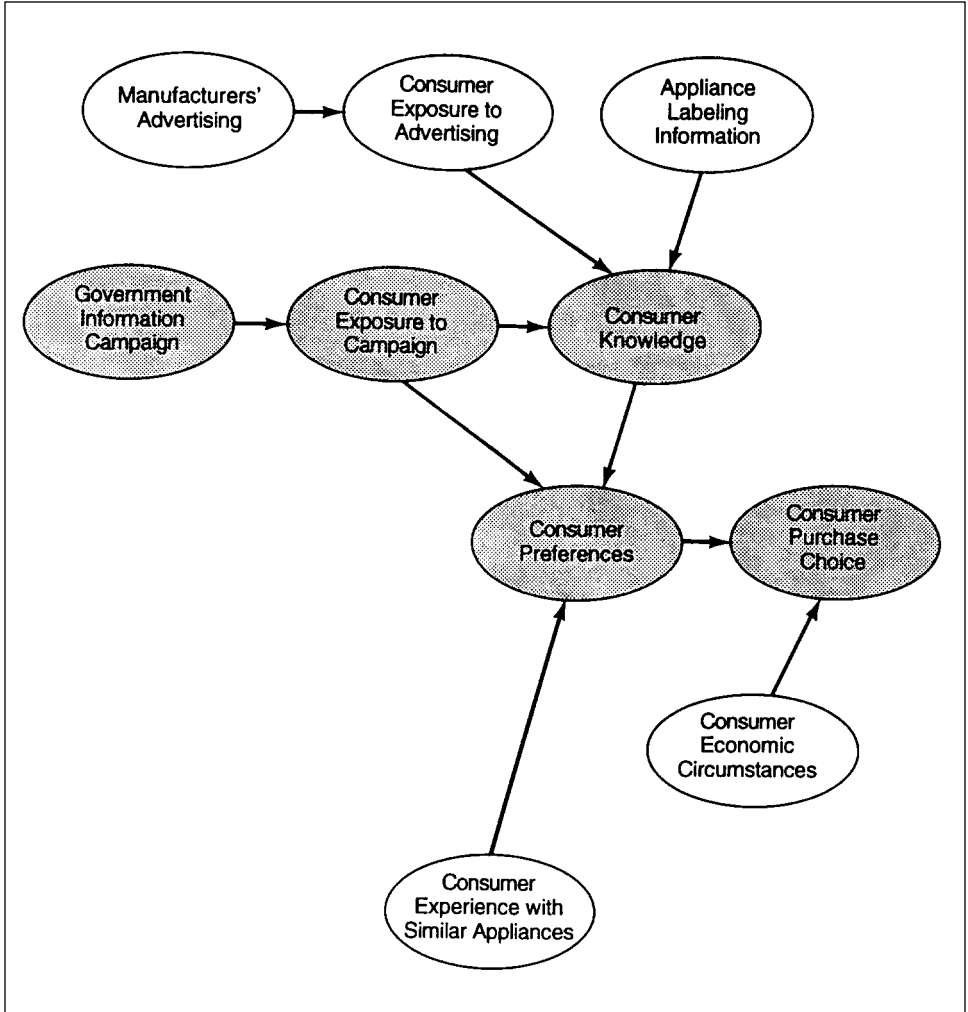 Manufacturers'
Advertising
Consumer
Exposure to
Advertising
Appliance
Labeling
Information
Government
Information
Campaign
Consumer
Exposure to
Campaign
Consumer
Knowledge
Consumer
Preferences
Consumer
Purchase
Choice
Consumer
Economic
Circumstances
Consumer
Experience with
Similar Appliances